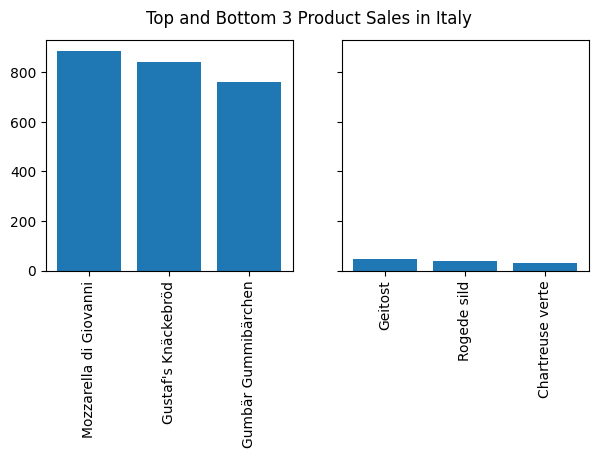 Top and Bottom 3 Product Sales in Italy
800
600
400
200
0
Mozzarella di Giovanni
Gustaf's Knäckebröd
Gumbär Gummibärchen
Geitost
Rogede sild
Chartreuse verte